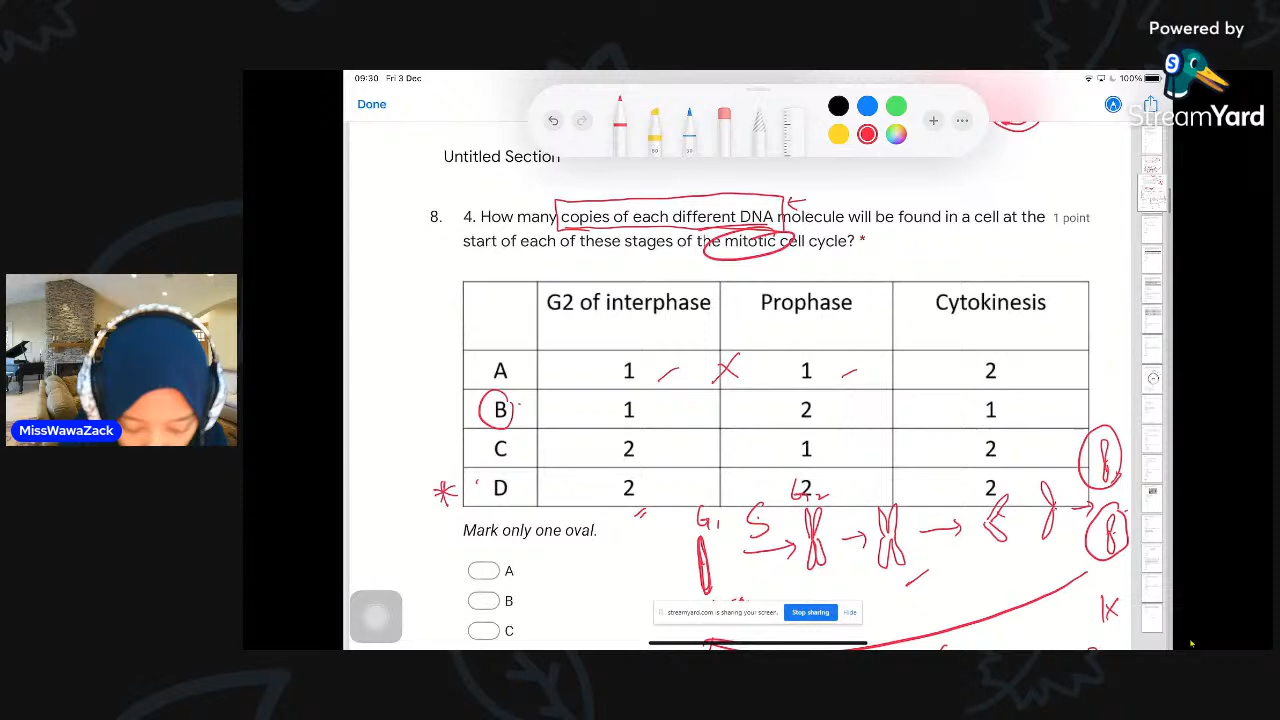 Powered by
StreamYard
09:30 Fri 3 Dec
100%
Done
Untitled Section
8. 4. How many copies of each different DNA molecule will be found in a cell at the 1 point
start of each of these stages of the mitotic cell cycle? *
G2 of interphase Prophase Cytokinesis
A 1 1 2
B 1 2 1
C 2 1 2
D 2 2 2
G2
G1 S
Mark only one oval.
A
B
C
streamyard.com is sharing your screen. Stop sharing Hide
1x
MissWawaZack